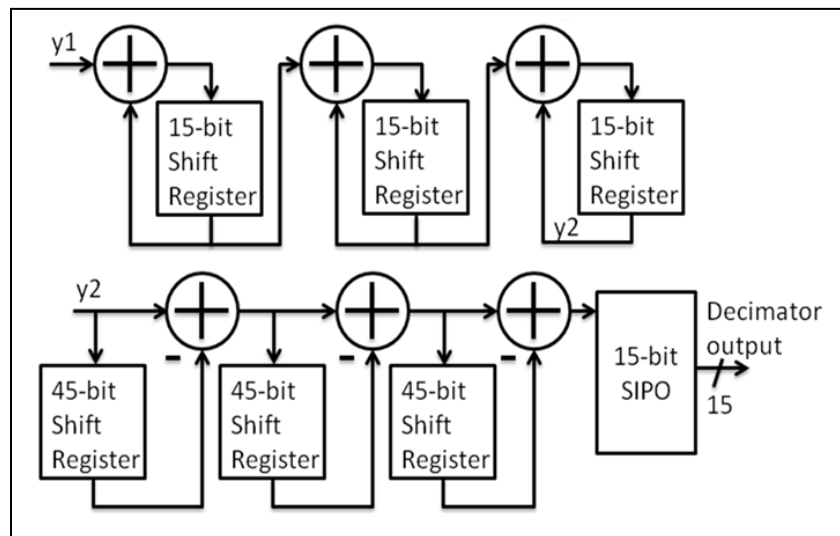 y1
15-bit
Shift
Register
15-bit
Shift
Register
15-bit
Shift
Register
y2
y2
45-bit
Shift
Register
45-bit
Shift
Register
45-bit
Shift
Register
15-bit
SIPO
Decimator
output
15